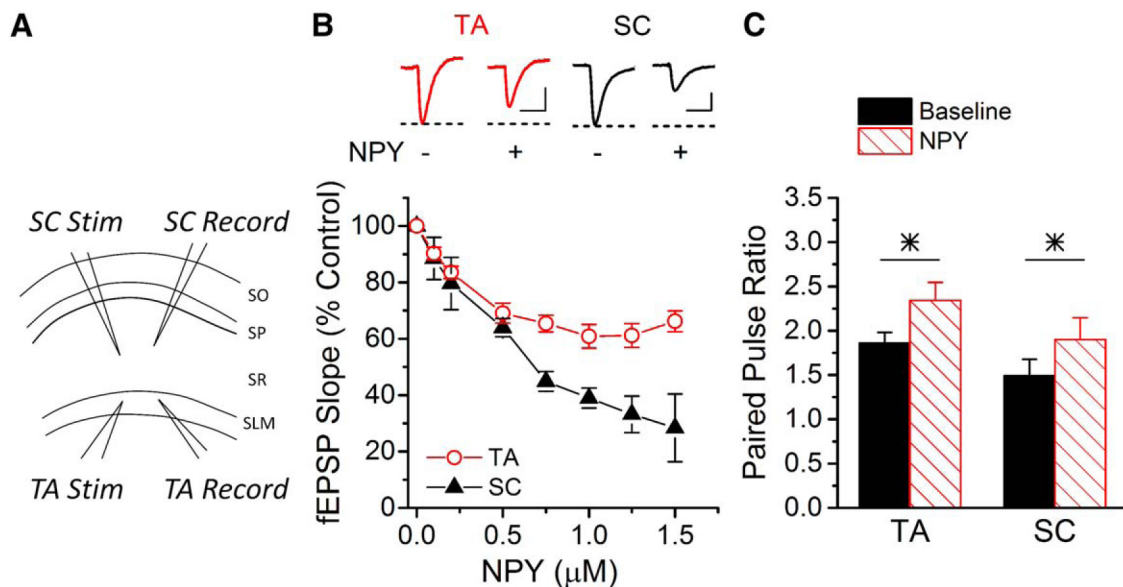 A
SC Stim
SC Record
SO
SP
SR
SLM
TA Stim
TA Record
B
TA
SC
NPY - + - +
fEPSP Slope (% Control)
100
80
60
40
20
0
TA
SC
0.0 0.5 1.0 1.5
NPY (μM)
C
Baseline
NPY
Paired Pulse Ratio
3.5
3.0
2.5
2.0
1.5
1.0
0.5
0.0
* *
TA SC